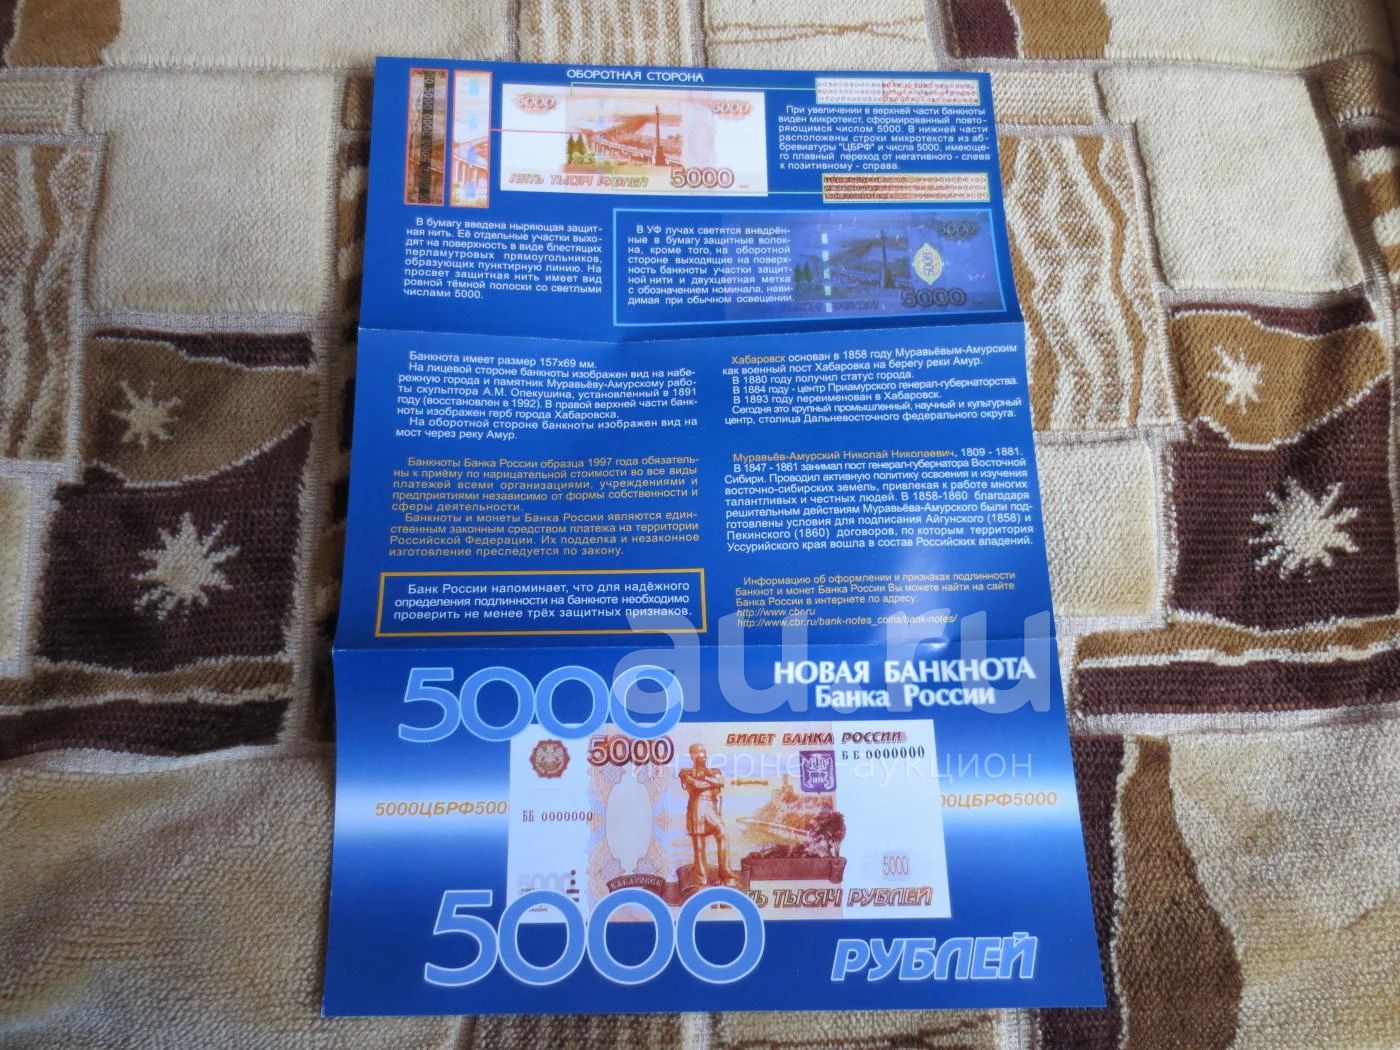 ОБОРОТНАЯ СТОРОНА
5000
5000
ПЯТЬ ТЫСЯЧ РУБЛЕЙ
5000
При увеличении в верхней части банкноты
виден микротекст, сформированный повто-
ряющимся числом 5000. В нижней части
расположены строки микротекста из аб-
бревиатуры "ЦБРФ" и числа 5000, имеюще-
го плавный переход от негативного - слева
к позитивному - справа.
В бумагу введена ныряющая защит-
ная нить. Её отдельные участки выхо-
дят на поверхность в виде блестящих
перламутровых прямоугольников,
образующих пунктирную линию. На
просвет защитная нить имеет вид
ровной тёмной полоски со светлыми
числами 5000.
В УФ лучах светятся внедрён-
ные в бумагу защитные волок-
на, кроме того, на оборотной
стороне выходящие на поверх-
ность банкноты участки защит-
ной нити и двухцветная метка
с обозначением номинала, неви-
димая при обычном освещении.
5000
5000
5000
Банкнота имеет размер 157х69 мм.
На лицевой стороне банкноты изображен вид на набе-
режную города и памятник Муравьёву-Амурскому рабо-
ты скульптора А.М. Опекушина, установленный в 1891
году (восстановлен в 1992). В правой верхней части банк-
ноты изображен герб города Хабаровска.
На оборотной стороне банкноты изображен вид на
мост через реку Амур.
Банкноты Банка России образца 1997 года обязатель-
ны к приёму по нарицательной стоимости во все виды
платежей всеми организациями, учреждениями и
предприятиями независимо от формы собственности и
сферы деятельности.
Банкноты и монеты Банка России являются един-
ственным законным средством платежа на территории
Российской Федерации. Их подделка и незаконное
изготовление преследуется по закону.
Банк России напоминает, что для надёжного
определения подлинности на банкноте необходимо
проверить не менее трёх защитных признаков.
Хабаровск основан в 1858 году Муравьёвым-Амурским
как военный пост Хабаровка на берегу реки Амур.
В 1880 году получил статус города.
В 1884 году - центр Приамурского генерал-губернаторства.
В 1893 году переименован в Хабаровск.
Сегодня это крупный промышленный, научный и культурный
центр, столица Дальневосточного федерального округа.
Муравьёв-Амурский Николай Николаевич, 1809 - 1881.
В 1847 - 1861 занимал пост генерал-губернатора Восточной
Сибири. Проводил активную политику освоения и изучения
восточно-сибирских земель, привлекая к работе многих
талантливых и честных людей. В 1858-1860 благодаря
решительным действиям Муравьёва-Амурского были под-
готовлены условия для подписания Айгунского (1858) и
Пекинского (1860) договоров, по которым территория
Уссурийского края вошла в состав Российских владений.
Информацию об оформлении и признаках подлинности
банкнот и монет Банка России Вы можете найти на сайте
Банка России в интернете по адресу:
http://www.cbr.ru
http://www.cbr.ru/bank-notes_coins/bank-notes/
au.ru
интернет-аукцион
5000
НОВАЯ БАНКНОТА
Банка России
5000
БИЛЕТ БАНКА РОССИИ
ББ 0000000
5000ЦБРФ500
00ЦБРФ5000
ББ 0000000
5000
ХАБАРОВСК
ТЬ ТЫСЯЧ РУБЛЕЙ
5000
РУБЛЕЙ